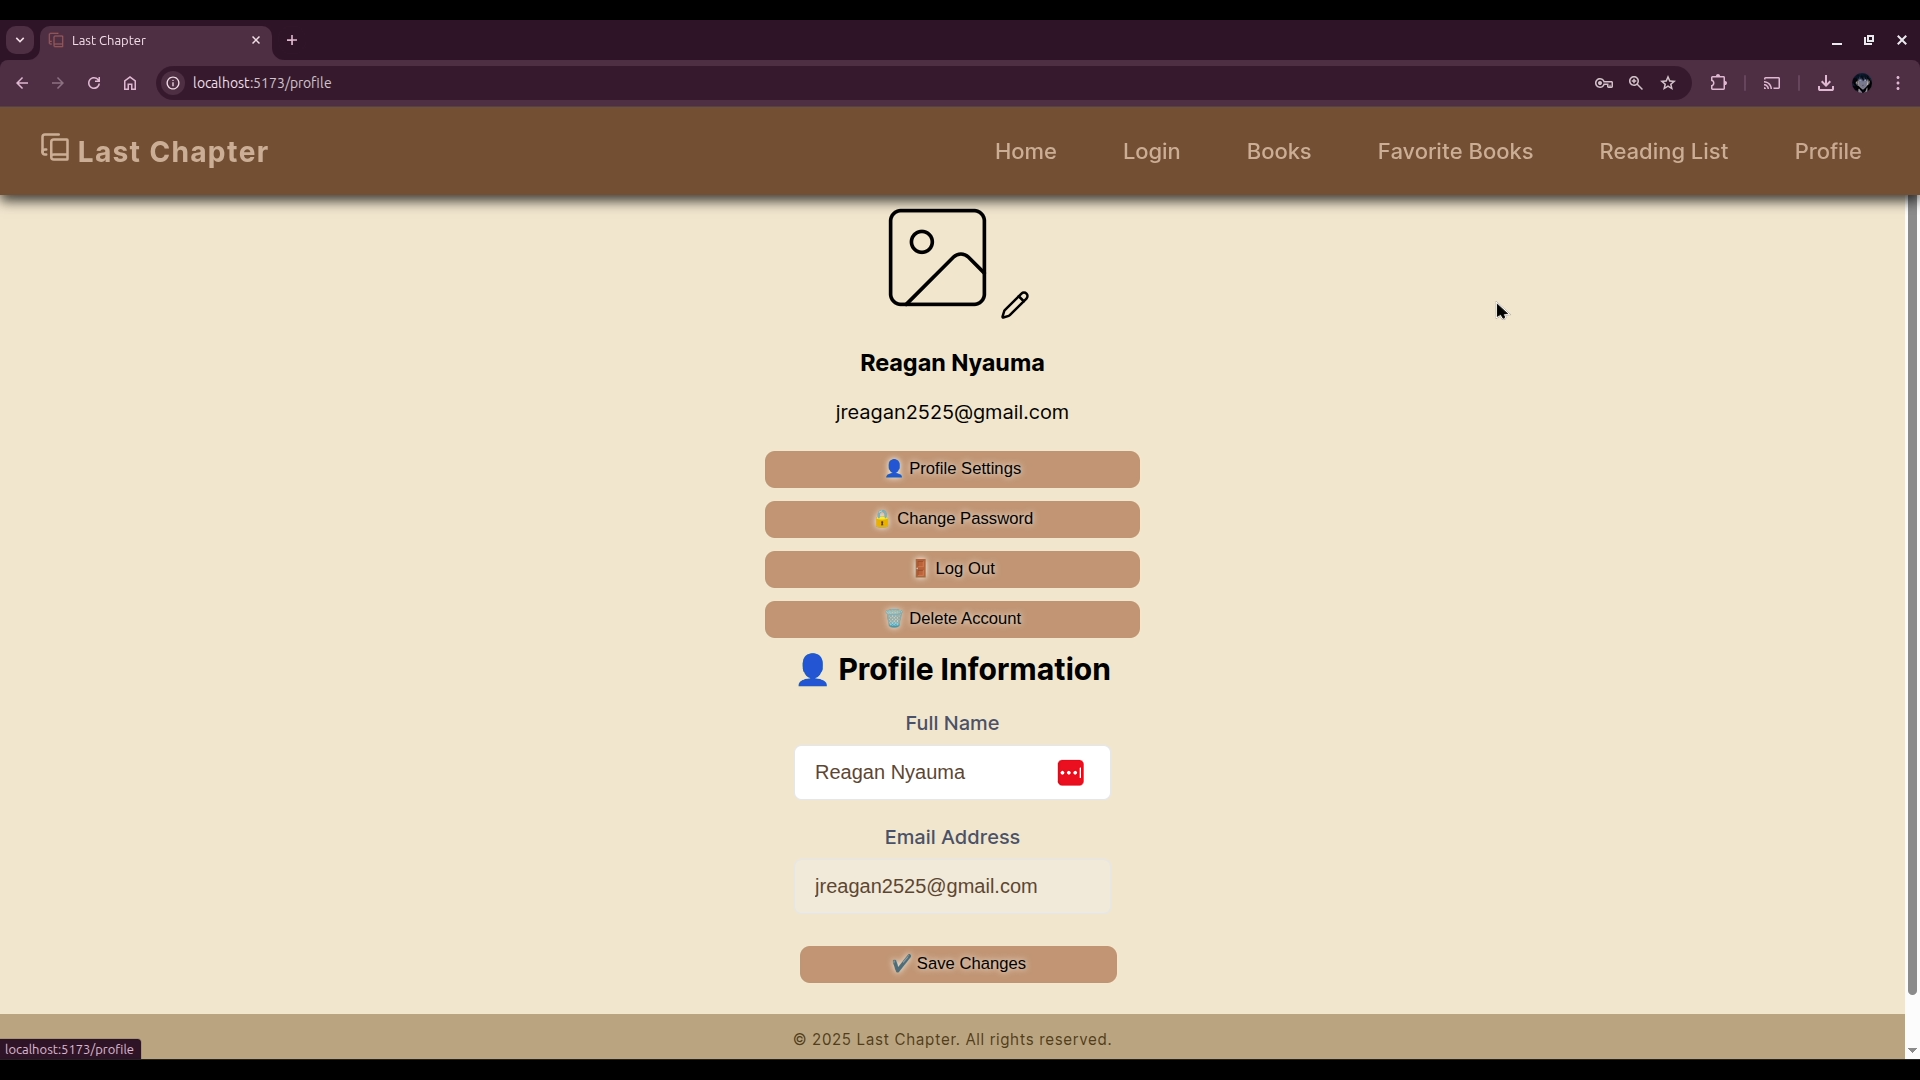 Last Chapter
localhost:5173/profile
Last Chapter
Home Login Books Favorite Books Reading List Profile
Reagan Nyauma
jreagan2525@gmail.com
👤 Profile Settings
🔒 Change Password
🚪 Log Out
🗑️ Delete Account
👤 Profile Information
Full Name
Reagan Nyauma
Email Address
jreagan2525@gmail.com
✔️ Save Changes
© 2025 Last Chapter. All rights reserved.
localhost:5173/profile